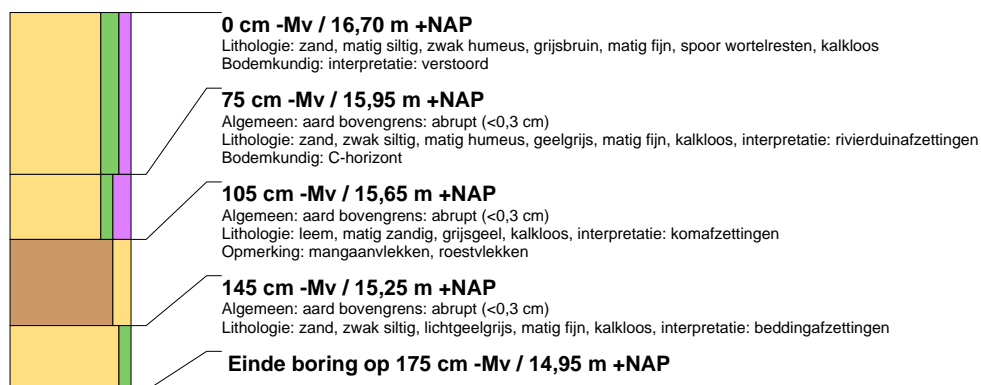 0 cm -Mv / 16,70 m +NAP
Lithologie: zand, matig siltig, zwak humeus, grijsbruin, matig fijn, spoor wortelresten, kalkloos
Bodemkundig: interpretatie: verstoord
75 cm -Mv / 15,95 m +NAP
Algemeen: aard bovengrens: abrupt (<0,3 cm)
Lithologie: zand, zwak siltig, matig humeus, geelgrijs, matig fijn, kalkloos, interpretatie: rivierduinafzettingen
Bodemkundig: C-horizont
105 cm -Mv / 15,65 m +NAP
Algemeen: aard bovengrens: abrupt (<0,3 cm)
Lithologie: leem, matig zandig, grijsgeel, kalkloos, interpretatie: komafzettingen
Opmerking: mangaanvlekken, roestvlekken
145 cm -Mv / 15,25 m +NAP
Algemeen: aard bovengrens: abrupt (<0,3 cm)
Lithologie: zand, zwak siltig, lichtgeelgrijs, matig fijn, kalkloos, interpretatie: beddingafzettingen
Einde boring op 175 cm -Mv / 14,95 m +NAP